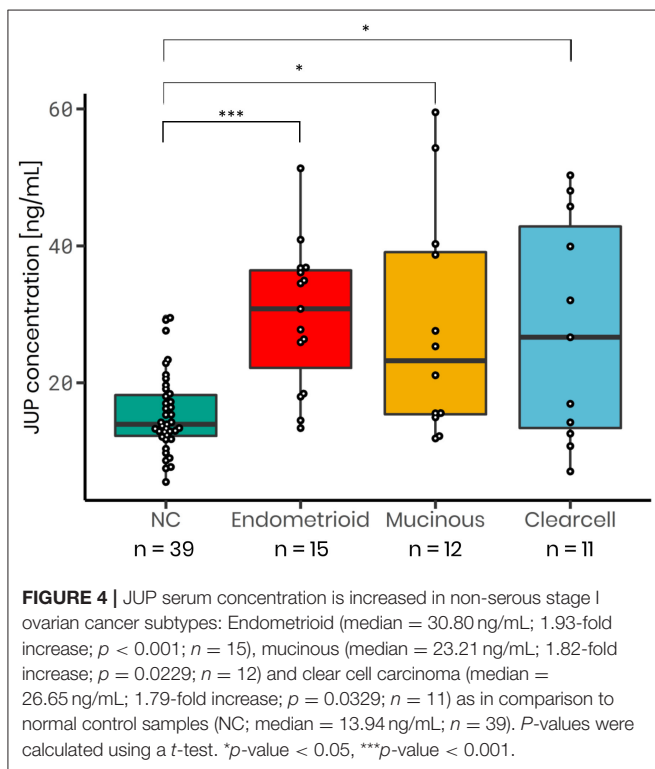 *
*
***
60
40
20
JUP concentration [ng/mL]
NC Endometrioid Mucinous Clearcell
n = 39 n = 15 n = 12 n = 11
FIGURE 4 | JUP serum concentration is increased in non-serous stage I
ovarian cancer subtypes: Endometrioid (median = 30.80 ng/mL; 1.93-fold
increase; p < 0.001; n = 15), mucinous (median = 23.21 ng/mL; 1.82-fold
increase; p = 0.0229; n = 12) and clear cell carcinoma (median =
26.65 ng/mL; 1.79-fold increase; p = 0.0329; n = 11) as in comparison to
normal control samples (NC; median = 13.94 ng/mL; n = 39). P-values were
calculated using a t-test. *p-value < 0.05, ***p-value < 0.001.